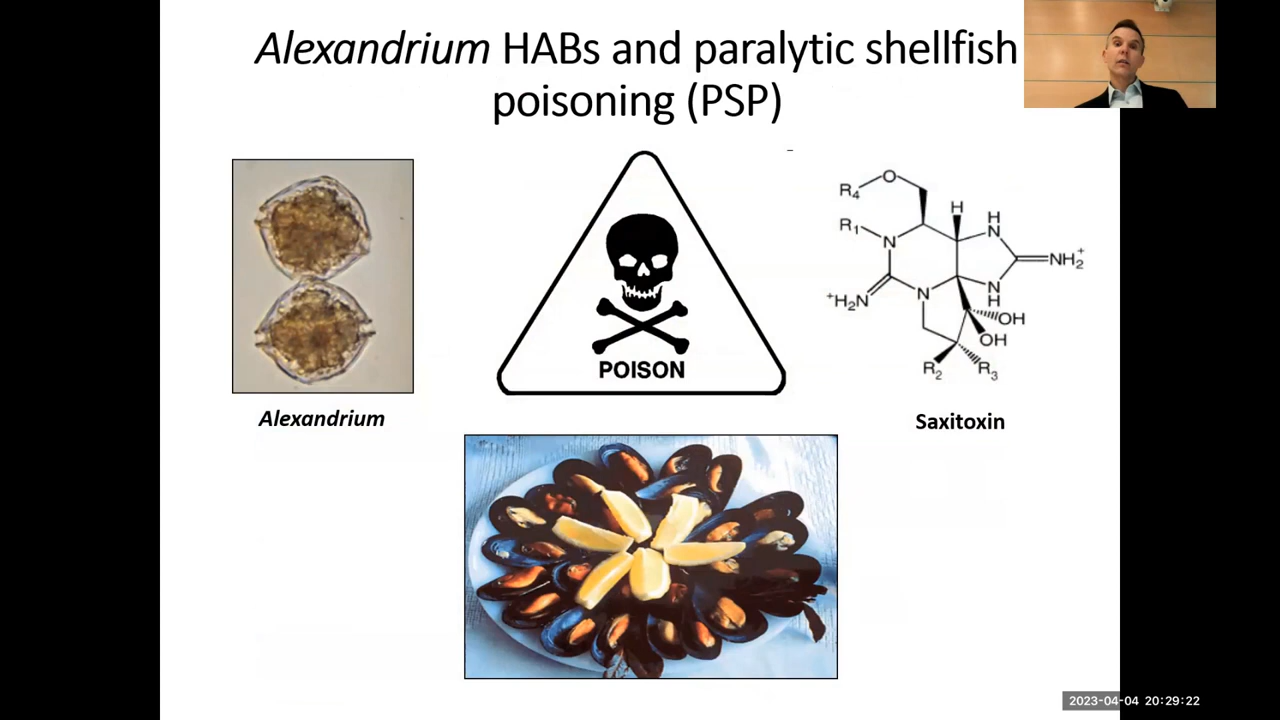 Alexandrium HABs and paralytic shellfish
poisoning (PSP)
POISON
R₄ O
R₁ N
H
H
N
NH₂⁺
⁺H₂N
N
N
H
OH
OH
R₂ R₃
Alexandrium
Saxitoxin
2023-04-04 20:29:22